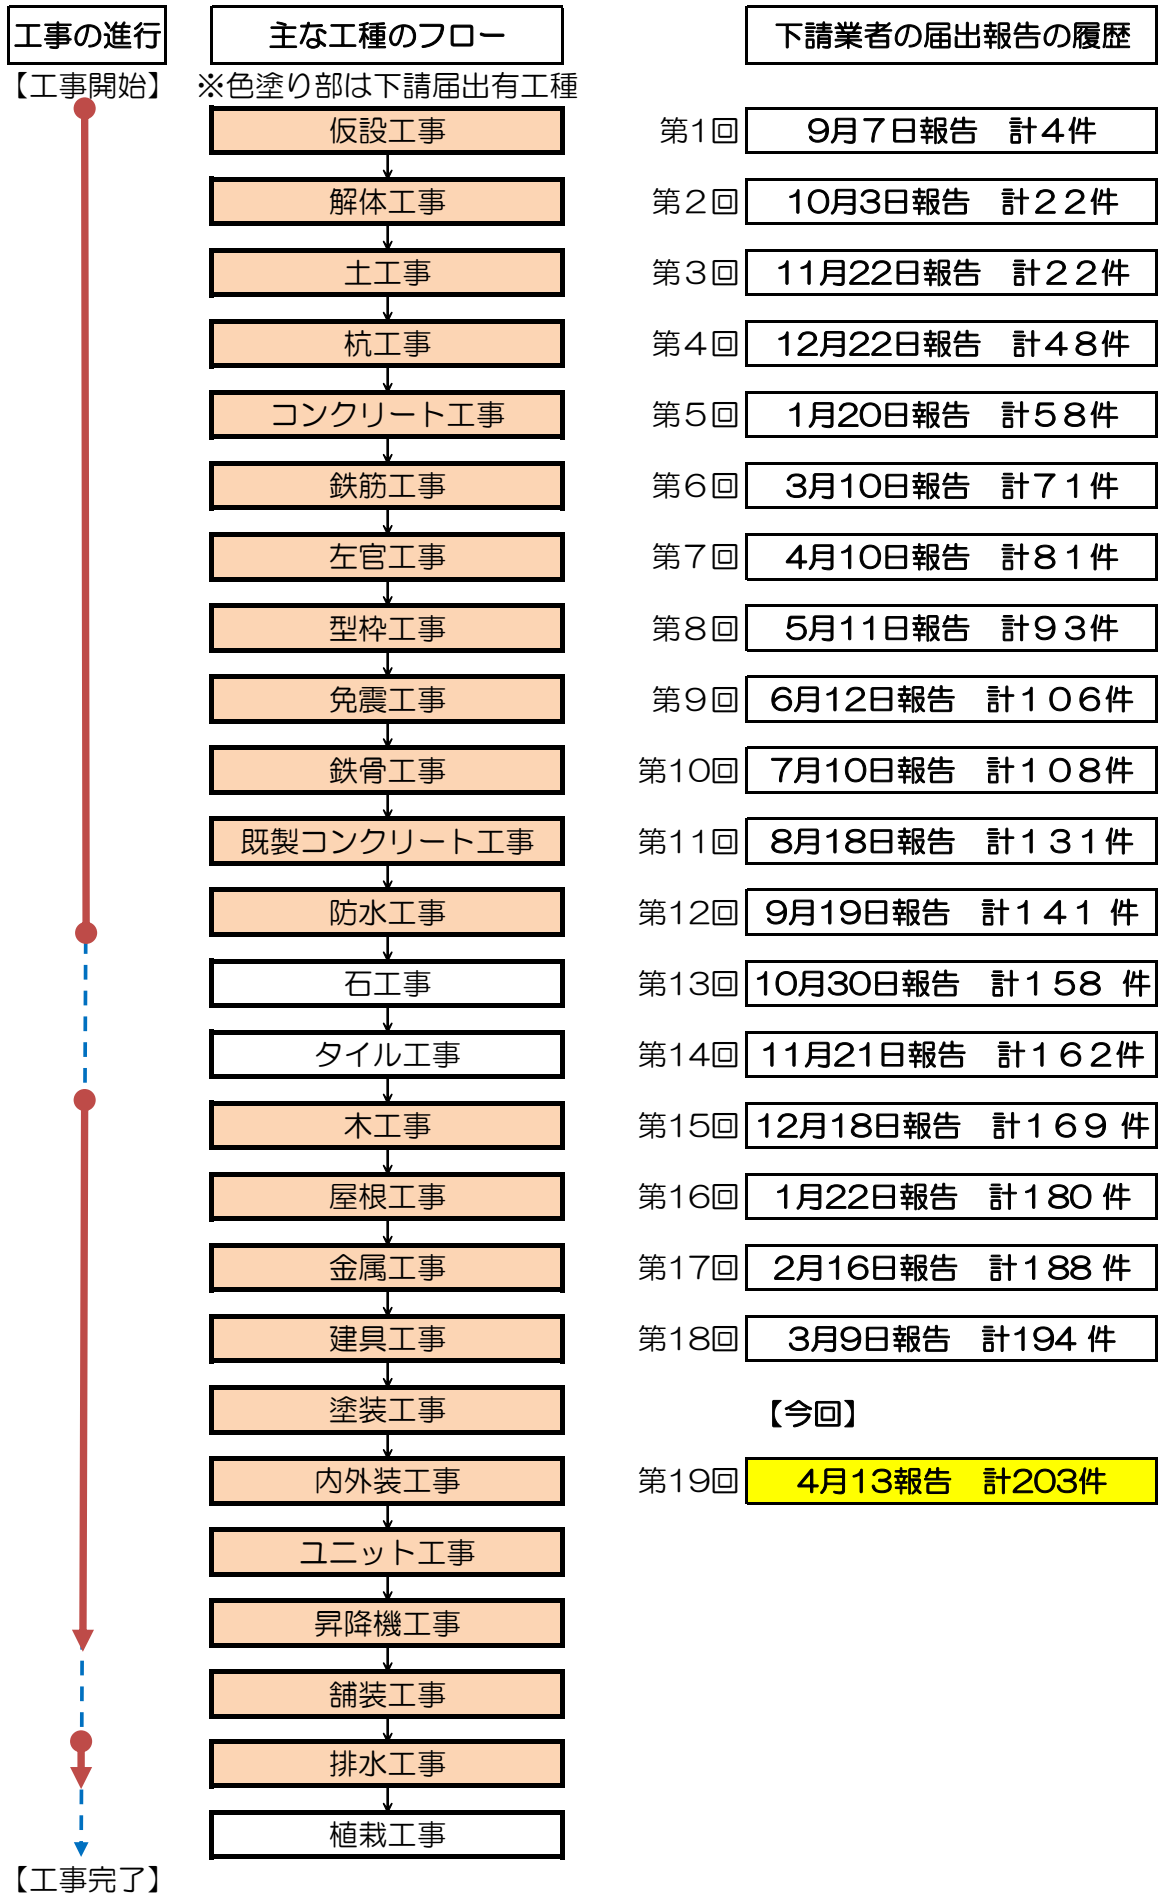 工事の進行
主な工種のフロー
下請業者の届出報告の履歴
【工事開始】
※色塗り部は下請届出有工種
仮設工事
第1回
9月7日報告　計4件
解体工事
第2回
10月3日報告　計22件
土工事
第3回
11月22日報告　計22件
杭工事
第4回
12月22日報告　計48件
コンクリート工事
第5回
1月20日報告　計58件
鉄筋工事
第6回
3月10日報告　計71件
左官工事
第7回
4月10日報告　計81件
型枠工事
第8回
5月11日報告　計93件
免震工事
第9回
6月12日報告　計106件
鉄骨工事
第10回
7月10日報告　計108件
既製コンクリート工事
第11回
8月18日報告　計131件
防水工事
第12回
9月19日報告　計141 件
石工事
第13回
10月30日報告　計158 件
タイル工事
第14回
11月21日報告　計162件
木工事
第15回
12月18日報告　計169 件
屋根工事
第16回
1月22日報告　計180 件
金属工事
第17回
2月16日報告　計188 件
建具工事
第18回
3月9日報告　計194 件
塗装工事
【今回】
内外装工事
第19回
4月13報告　計203件
ユニット工事
昇降機工事
舗装工事
排水工事
植栽工事
【工事完了】